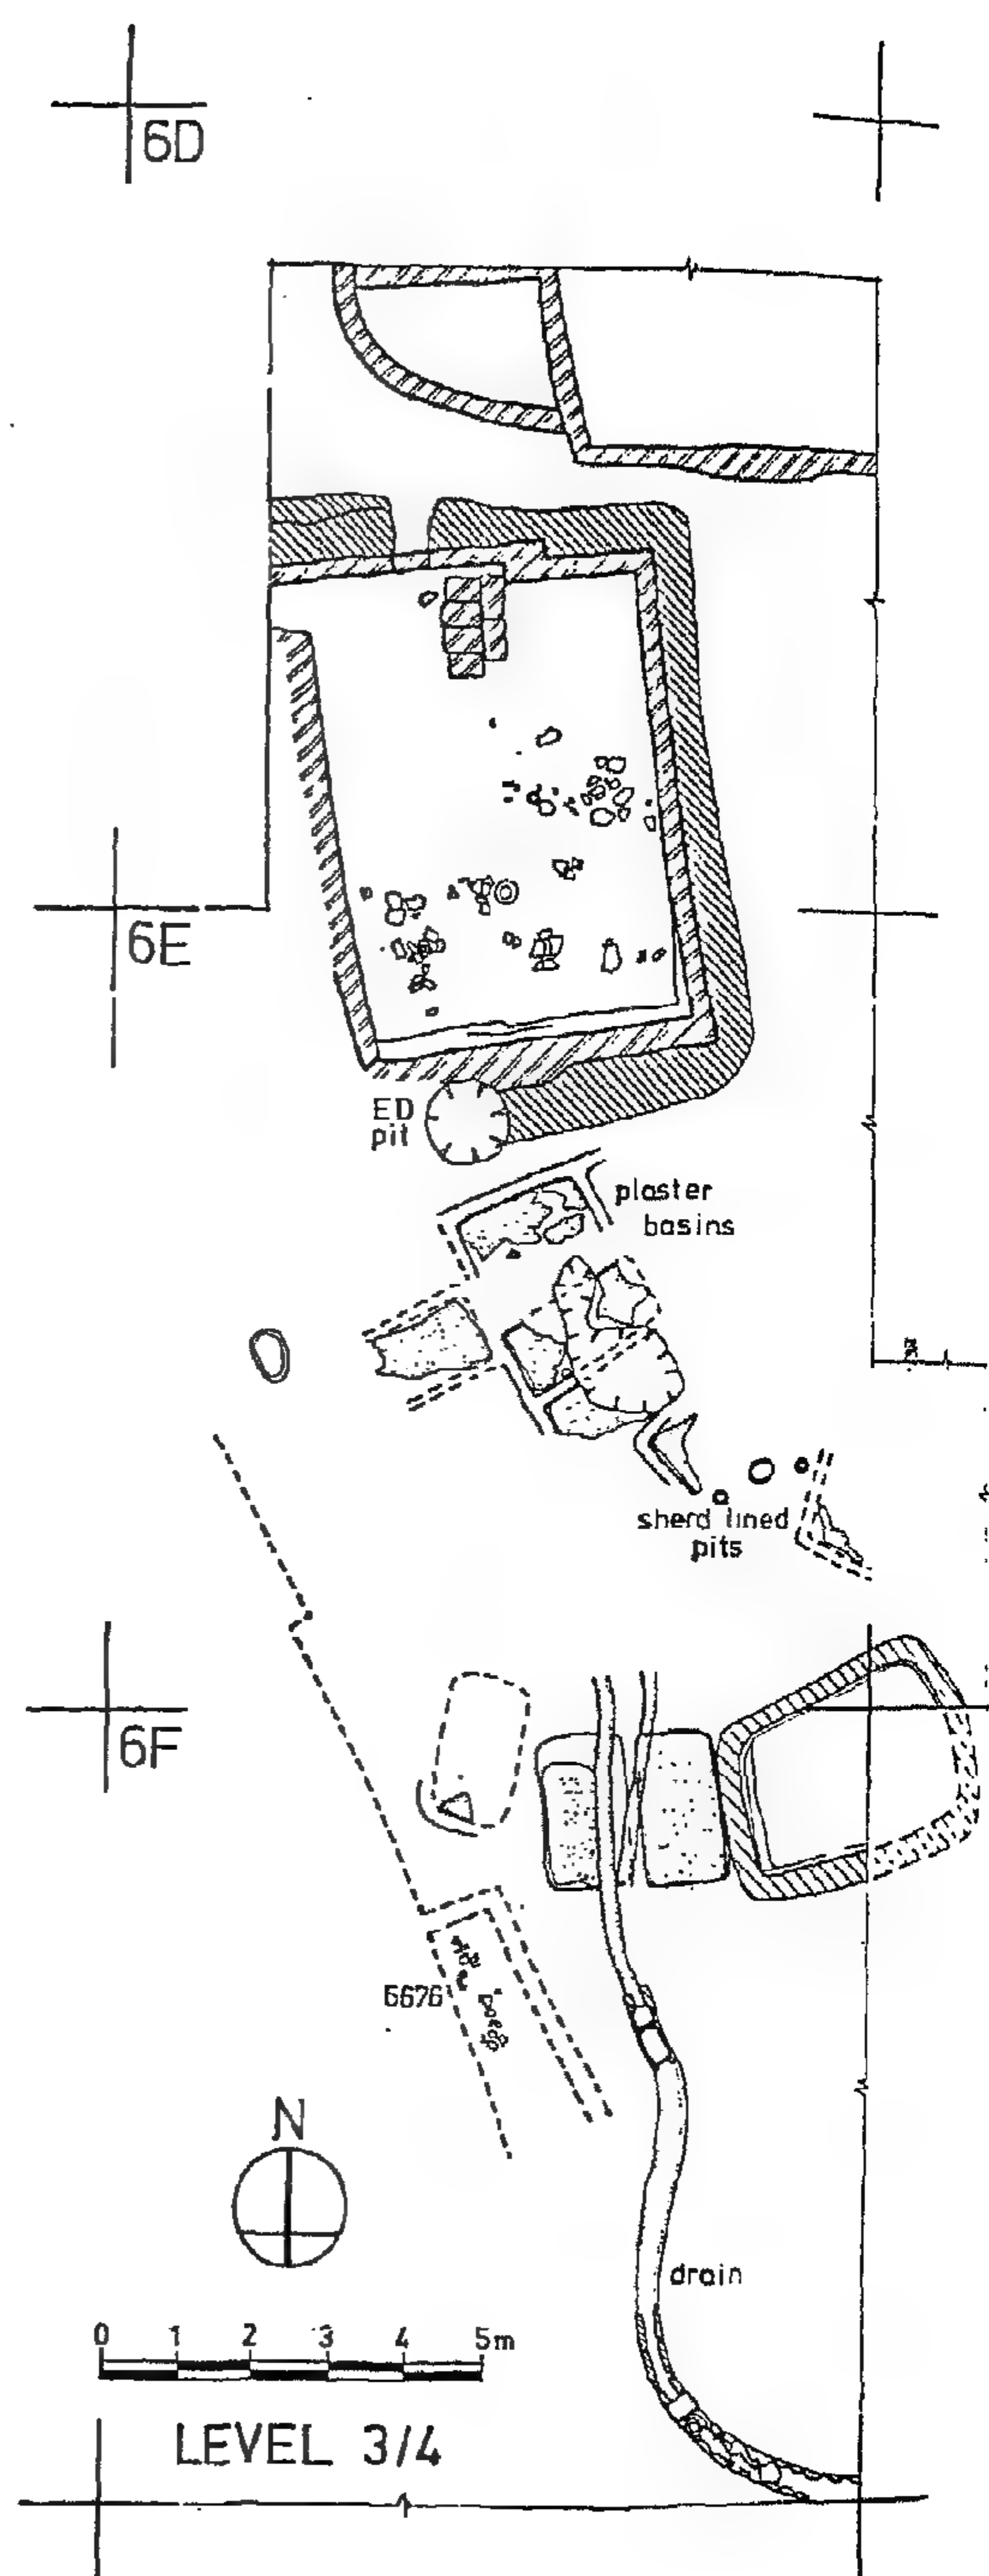 6D
6E
ED
pit
plaster
basins
sherd lined
pits
6F
6676
N
drain
0 1 2 3 4 5m
LEVEL 3/4